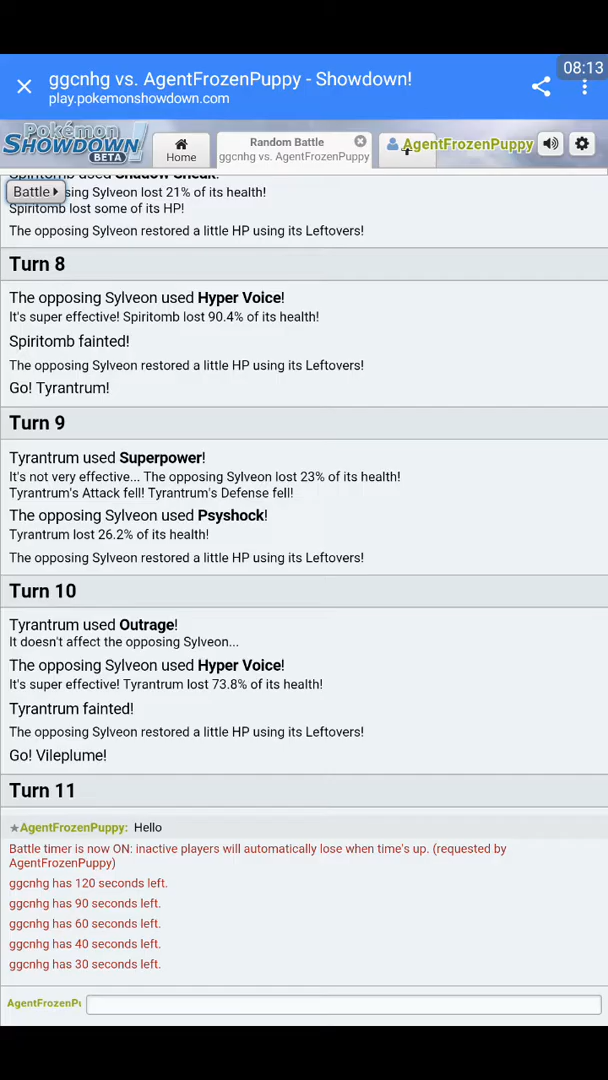 08:13
ggcnhg vs. AgentFrozenPuppy - Showdown!
play.pokemonshowdown.com
Pokémon
SHOWDOWN!
BETA
Home
Random Battle
ggcnhg vs. AgentFrozenPuppy
AgentFrozenPuppy
Spiritomb used Shadow Sneak!
Battle
sing Sylveon lost 21% of its health!
Spiritomb lost some of its HP!
The opposing Sylveon restored a little HP using its Leftovers!
Turn 8
The opposing Sylveon used Hyper Voice!
It's super effective! Spiritomb lost 90.4% of its health!
Spiritomb fainted!
The opposing Sylveon restored a little HP using its Leftovers!
Go! Tyrantrum!
Turn 9
Tyrantrum used Superpower!
It's not very effective... The opposing Sylveon lost 23% of its health!
Tyrantrum's Attack fell! Tyrantrum's Defense fell!
The opposing Sylveon used Psyshock!
Tyrantrum lost 26.2% of its health!
The opposing Sylveon restored a little HP using its Leftovers!
Turn 10
Tyrantrum used Outrage!
It doesn't affect the opposing Sylveon...
The opposing Sylveon used Hyper Voice!
It's super effective! Tyrantrum lost 73.8% of its health!
Tyrantrum fainted!
The opposing Sylveon restored a little HP using its Leftovers!
Go! Vileplume!
Turn 11
★AgentFrozenPuppy: Hello
Battle timer is now ON: inactive players will automatically lose when time's up. (requested by
AgentFrozenPuppy)
ggcnhg has 120 seconds left.
ggcnhg has 90 seconds left.
ggcnhg has 60 seconds left.
ggcnhg has 40 seconds left.
ggcnhg has 30 seconds left.
AgentFrozenPu